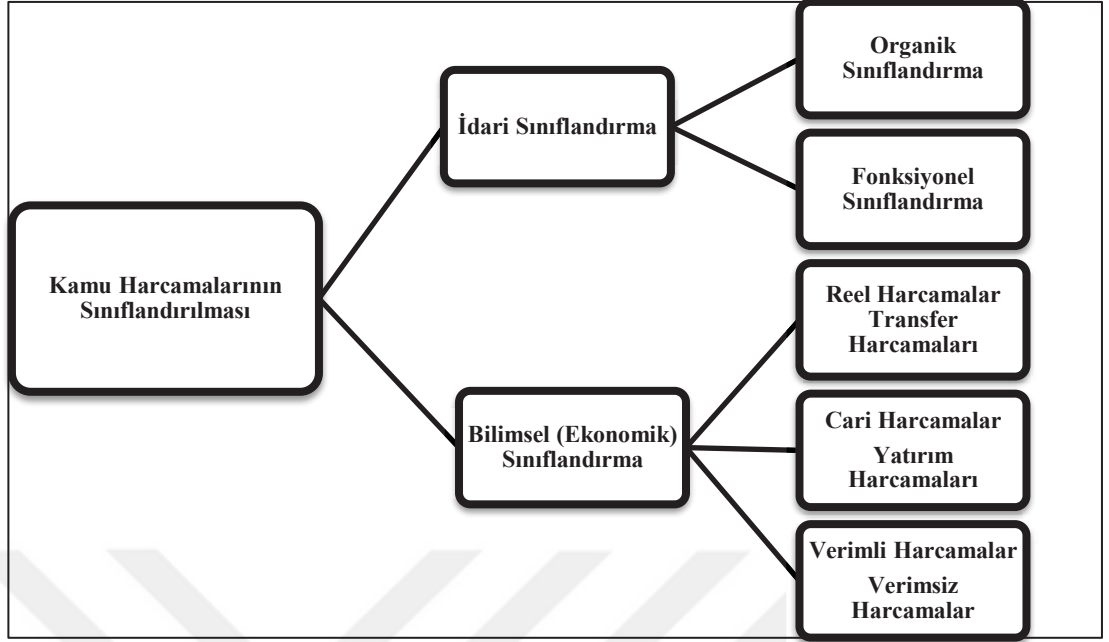 Kamu Harcamalarının
Sınıflandırılması
İdari Sınıflandırma
Organik
Sınıflandırma
Fonksiyonel
Sınıflandırma
Bilimsel (Ekonomik)
Sınıflandırma
Reel Harcamalar
Transfer
Harcamaları
Cari Harcamalar
Yatırım
Harcamaları
Verimli Harcamalar
Verimsiz
Harcamalar